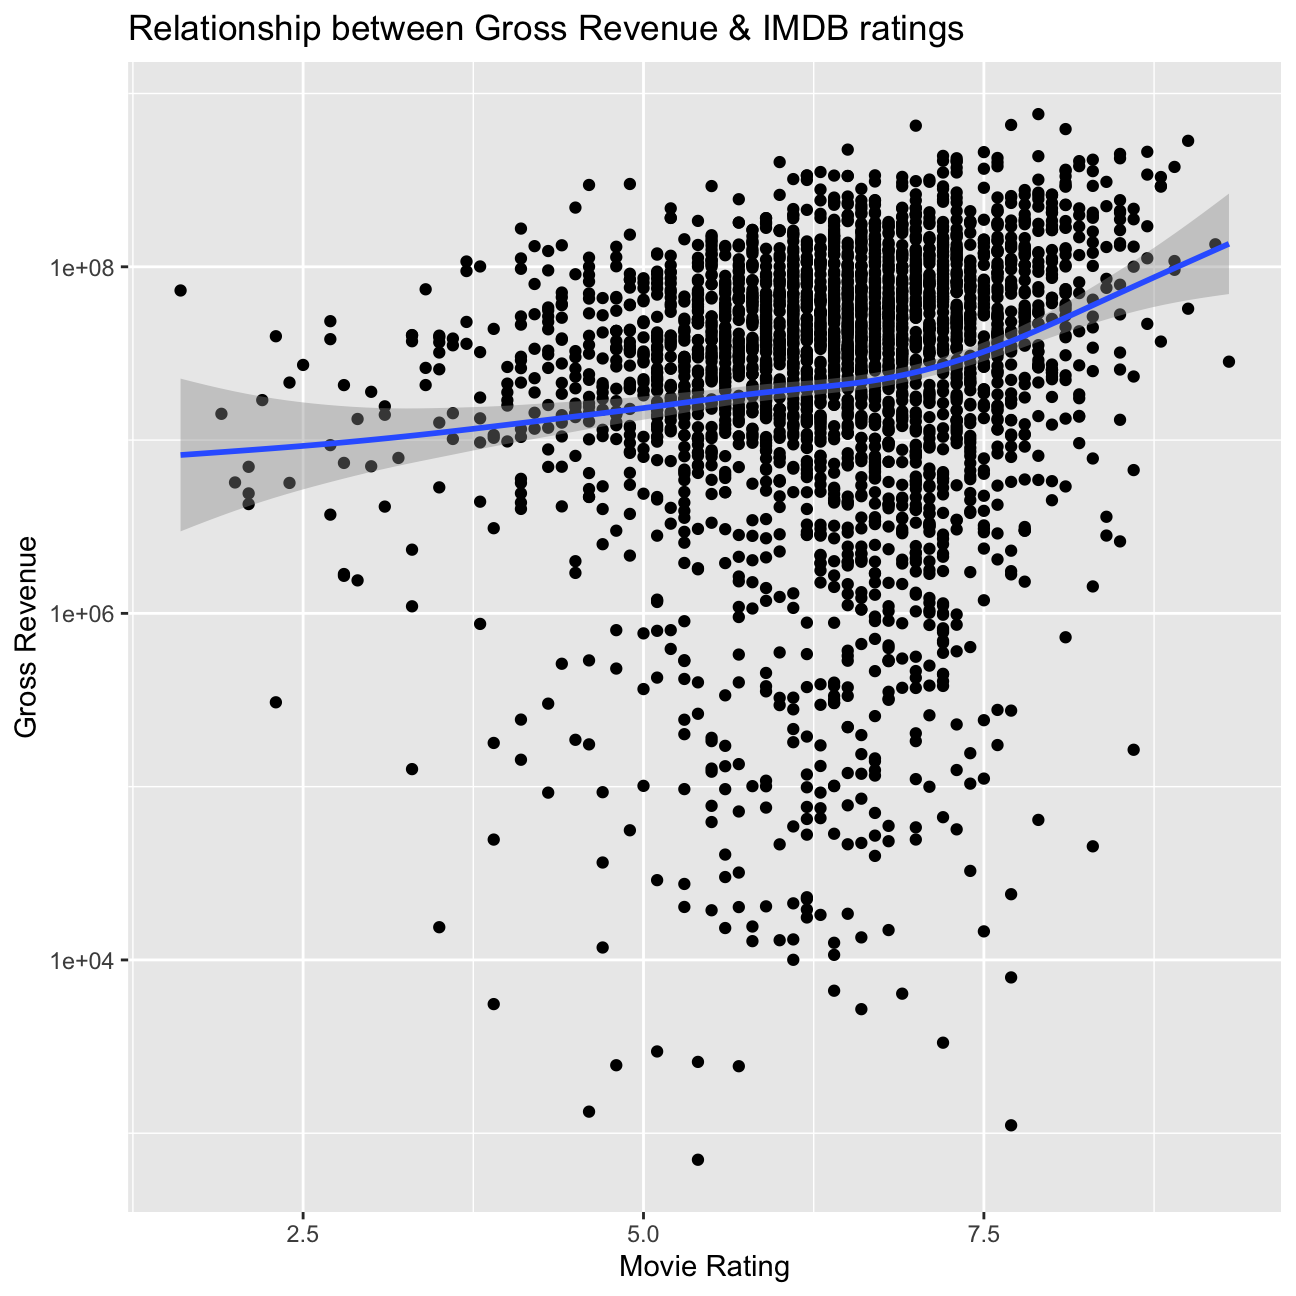 Relationship between Gross Revenue & IMDB ratings
Gross Revenue
1e+08
1e+06
1e+04
2.5
5.0
7.5
Movie Rating